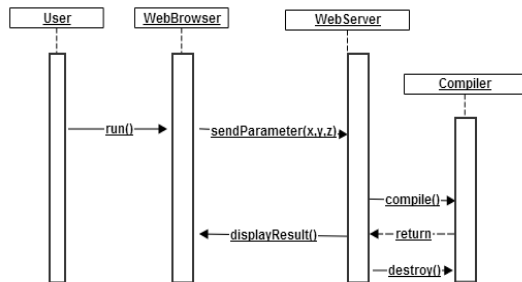 User
WebBrowser
WebServer
Compiler
run()
sendParameter(x,y,z)
compile()
displayResult()
return
destroy()